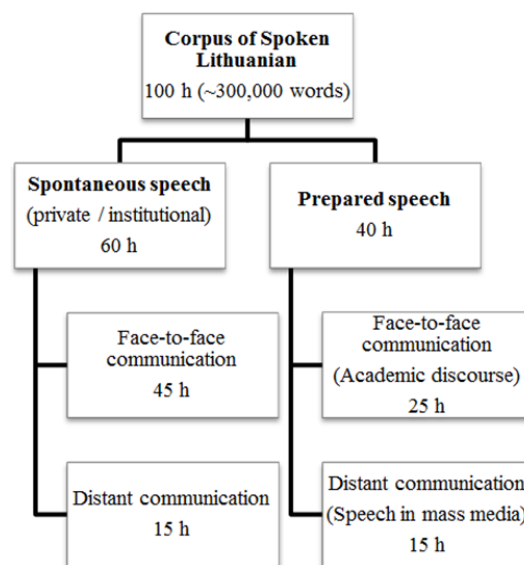 Corpus of Spoken
Lithuanian
100 h (~300,000 words)
Spontaneous speech
(private / institutional)
60 h
Prepared speech
40 h
Face-to-face
communication
45 h
Face-to-face
communication
(Academic discourse)
25 h
Distant communication
15 h
Distant communication
(Speech in mass media)
15 h